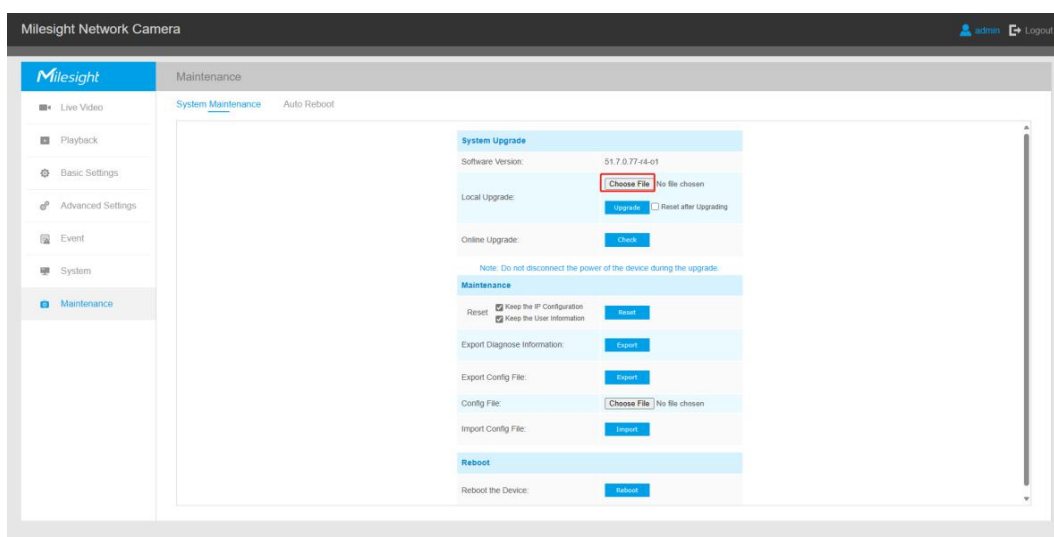 Milesight Network Camera
admin Logout
Milesight
Maintenance
Live Video
System Maintenance Auto Reboot
Playback
Basic Settings
Advanced Settings
Event
System
Maintenance
System Upgrade
Software Version: 51.7.0.77-r4-o1
Local Upgrade: Choose File No file chosen
Upgrade Reset after Upgrading
Online Upgrade: Check
Note: Do not disconnect the power of the device during the upgrade.
Maintenance
Reset Keep the IP Configuration
Keep the User Information Reset
Export Diagnose Information: Export
Export Config File: Export
Config File: Choose File No file chosen
Import Config File: Import
Reboot
Reboot the Device: Reboot